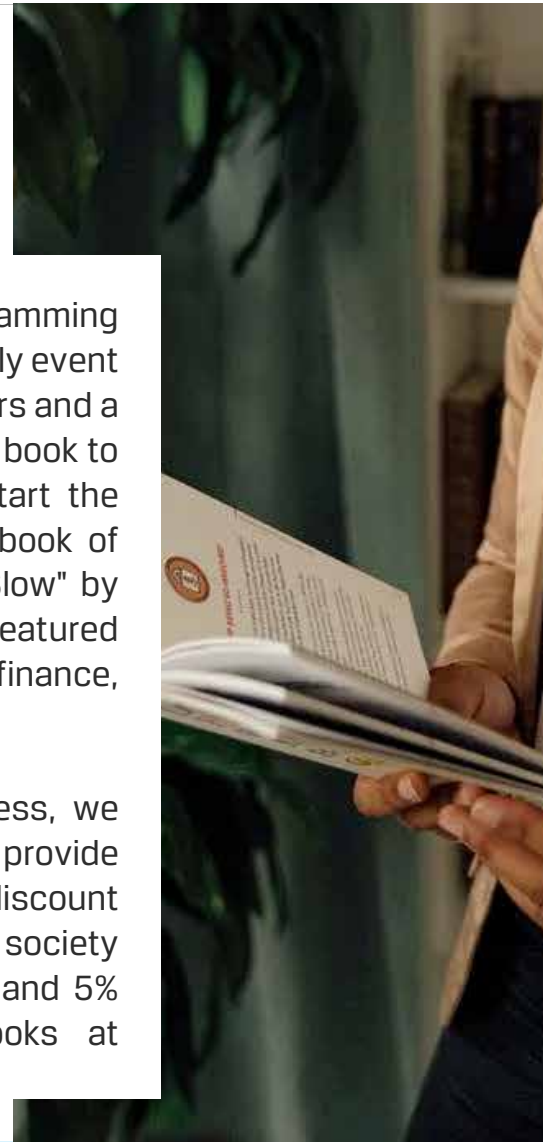 amming
ly event
rs and a
book to
tart the
book of
low" by
eatured
finance,
ess, we
provide
discount
society
and 5%
ooks at